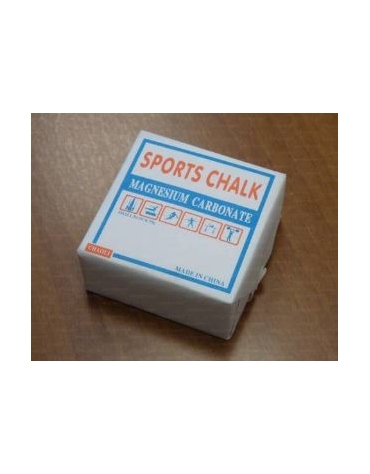 SPORTS CHALK
MAGNESIUM CARBONATE
MADE IN CHINA